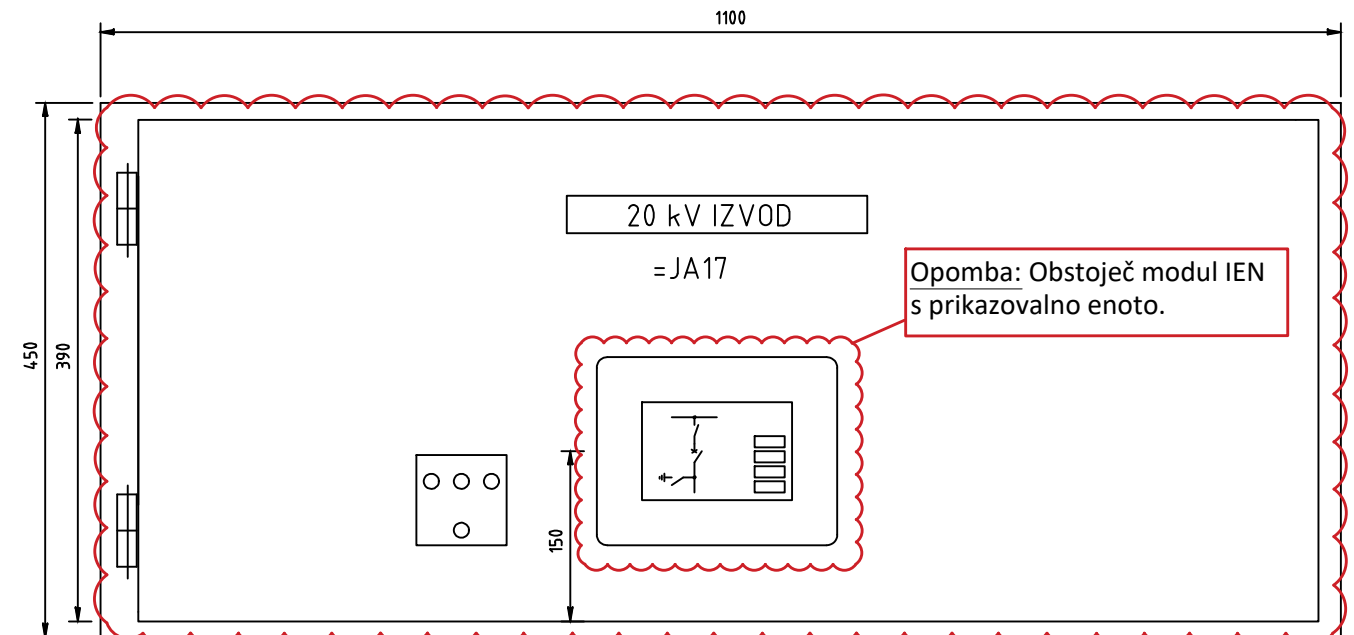 1100
20 kV IZVOD
=JA17
Opomba: Obstoječ modul IEN
s prikazovalno enoto.
450
390
150